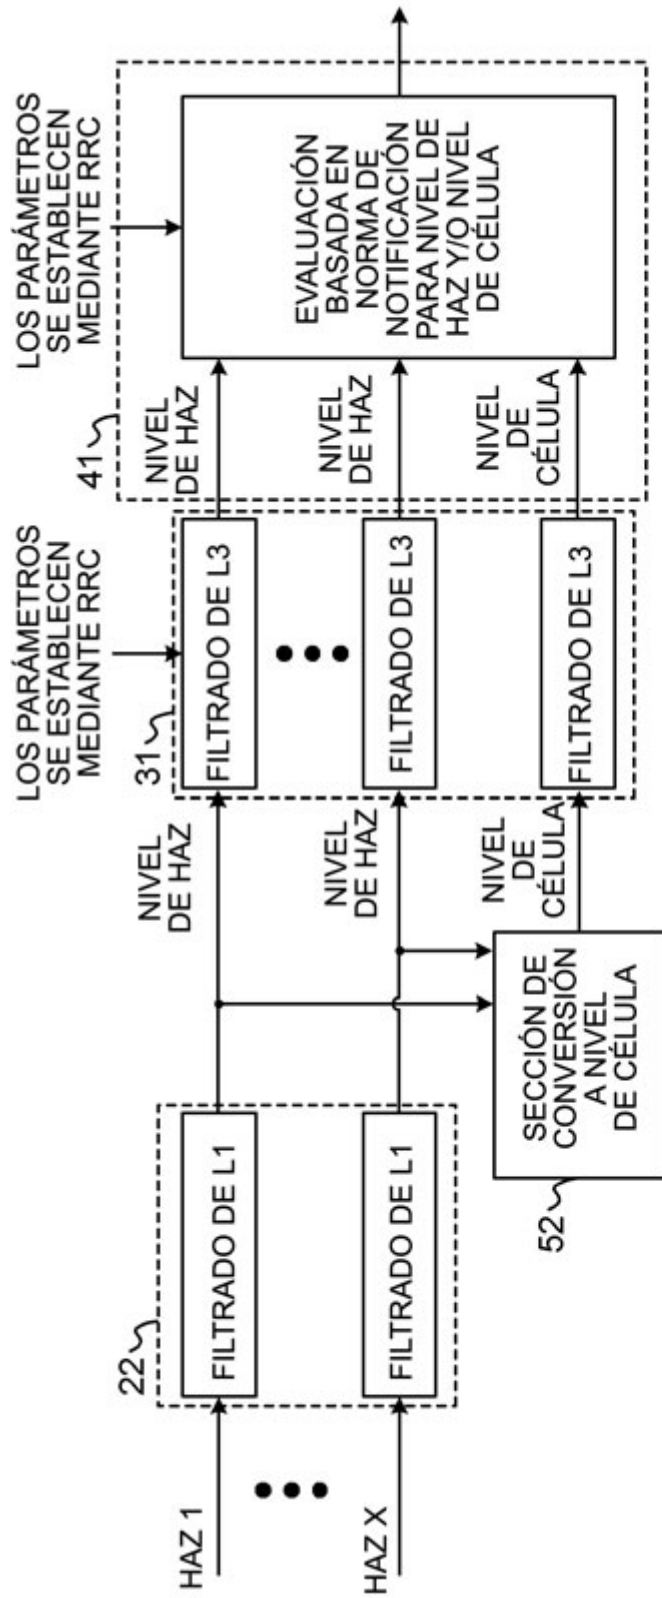 HAZ 1
HAZ X
22
FILTRADO DE L1
FILTRADO DE L1
52
SECCIÓN DE
CONVERSIÓN
A NIVEL
DE CÉLULA
NIVEL
DE HAZ
NIVEL
DE HAZ
NIVEL
DE
CÉLULA
LOS PARÁMETROS
SE ESTABLECEN
MEDIANTE RRC
31
FILTRADO DE L3
FILTRADO DE L3
FILTRADO DE L3
NIVEL
DE HAZ
NIVEL
DE HAZ
NIVEL
DE
CÉLULA
LOS PARÁMETROS
SE ESTABLECEN
MEDIANTE RRC
41
EVALUACIÓN
BASADA EN
NORMA DE
NOTIFICACIÓN
PARA NIVEL DE
HAZ Y/O NIVEL
DE CÉLULA